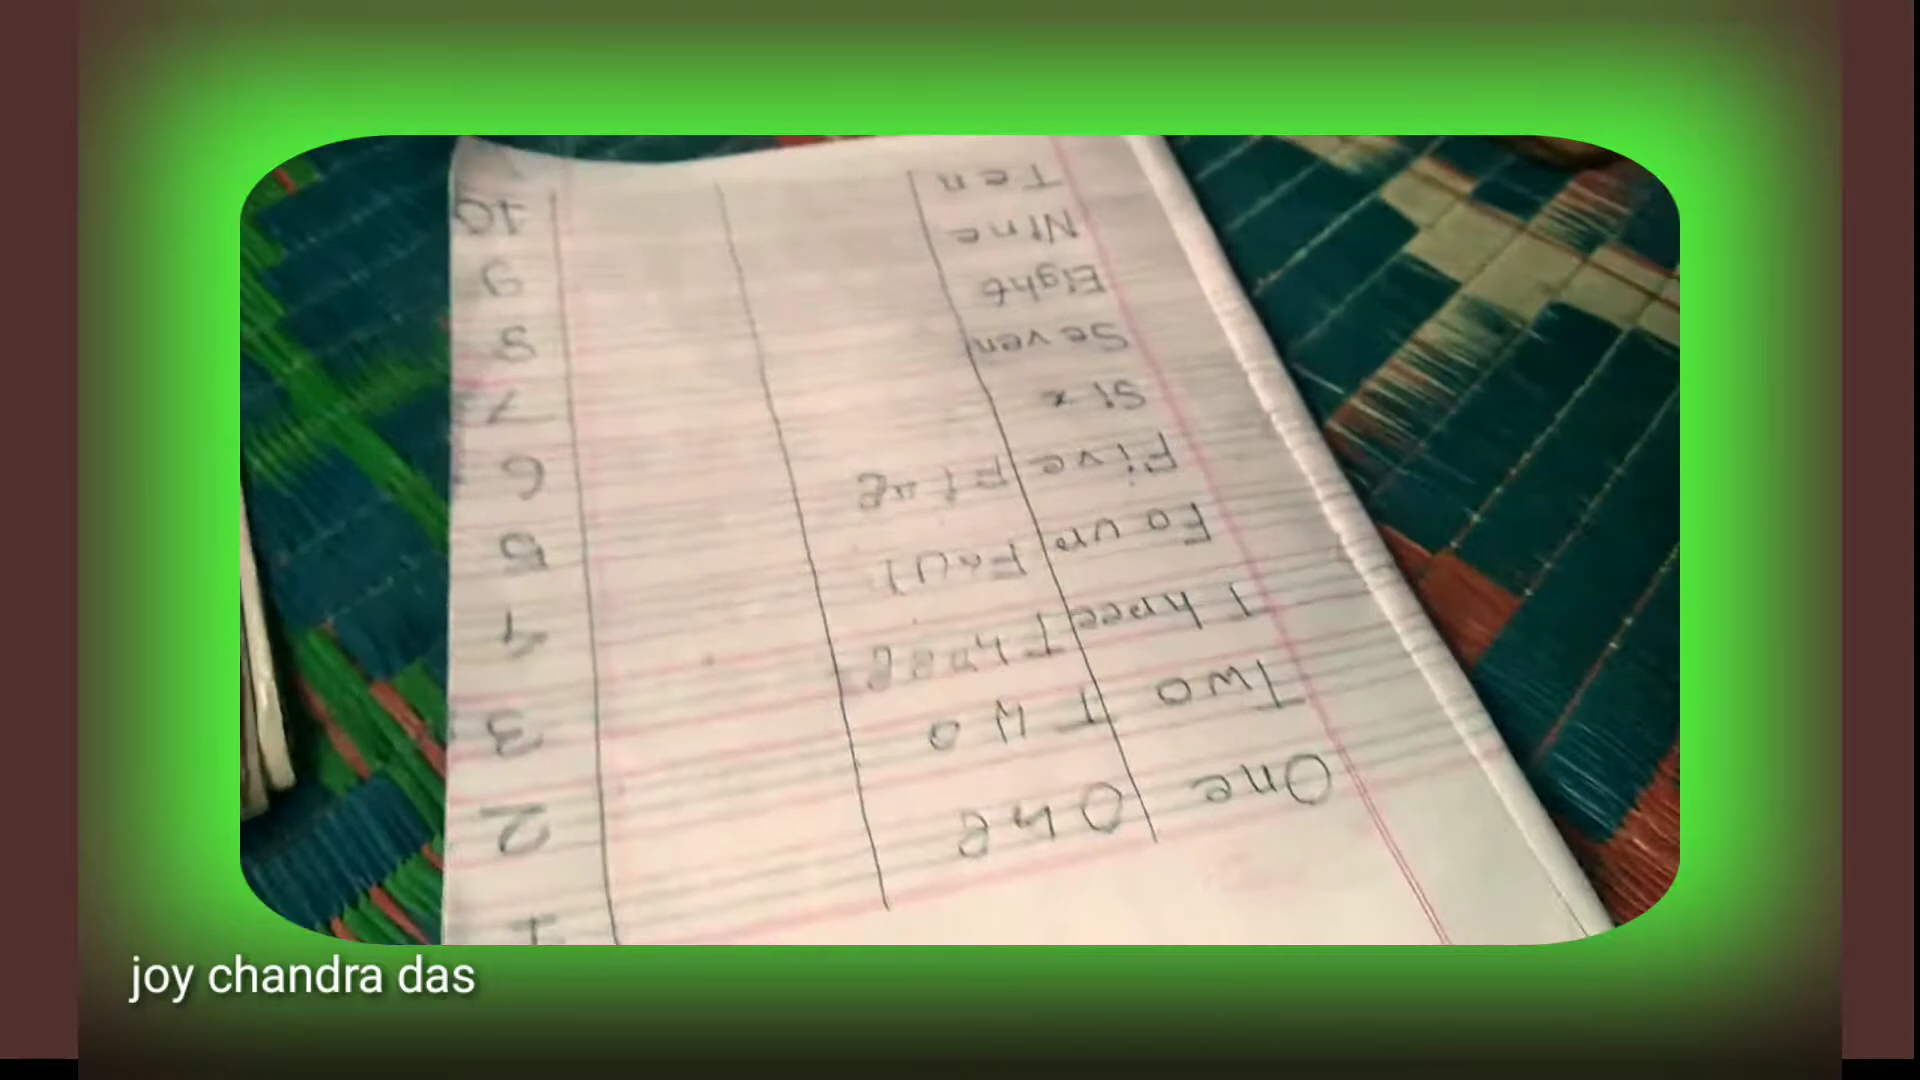 One One 1
Two Two 2
Three Three 3
Four Four 4
Five Five 5
Six 6
Seven 7
Eight 8
Nine 9
Ten 10
joy chandra das